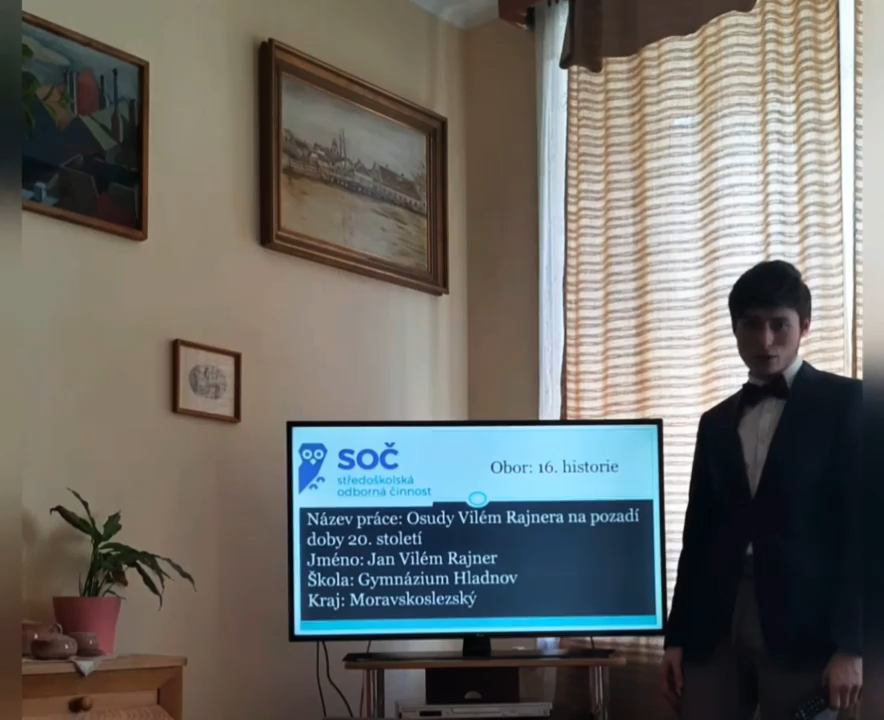 SOČ
středoškolská
odborná činnost
Obor: 16. historie
Název práce: Osudy Vilém Rajnera na pozadí
doby 20. století
Jméno: Jan Vilém Rajner
Škola: Gymnázium Hladnov
Kraj: Moravskoslezský